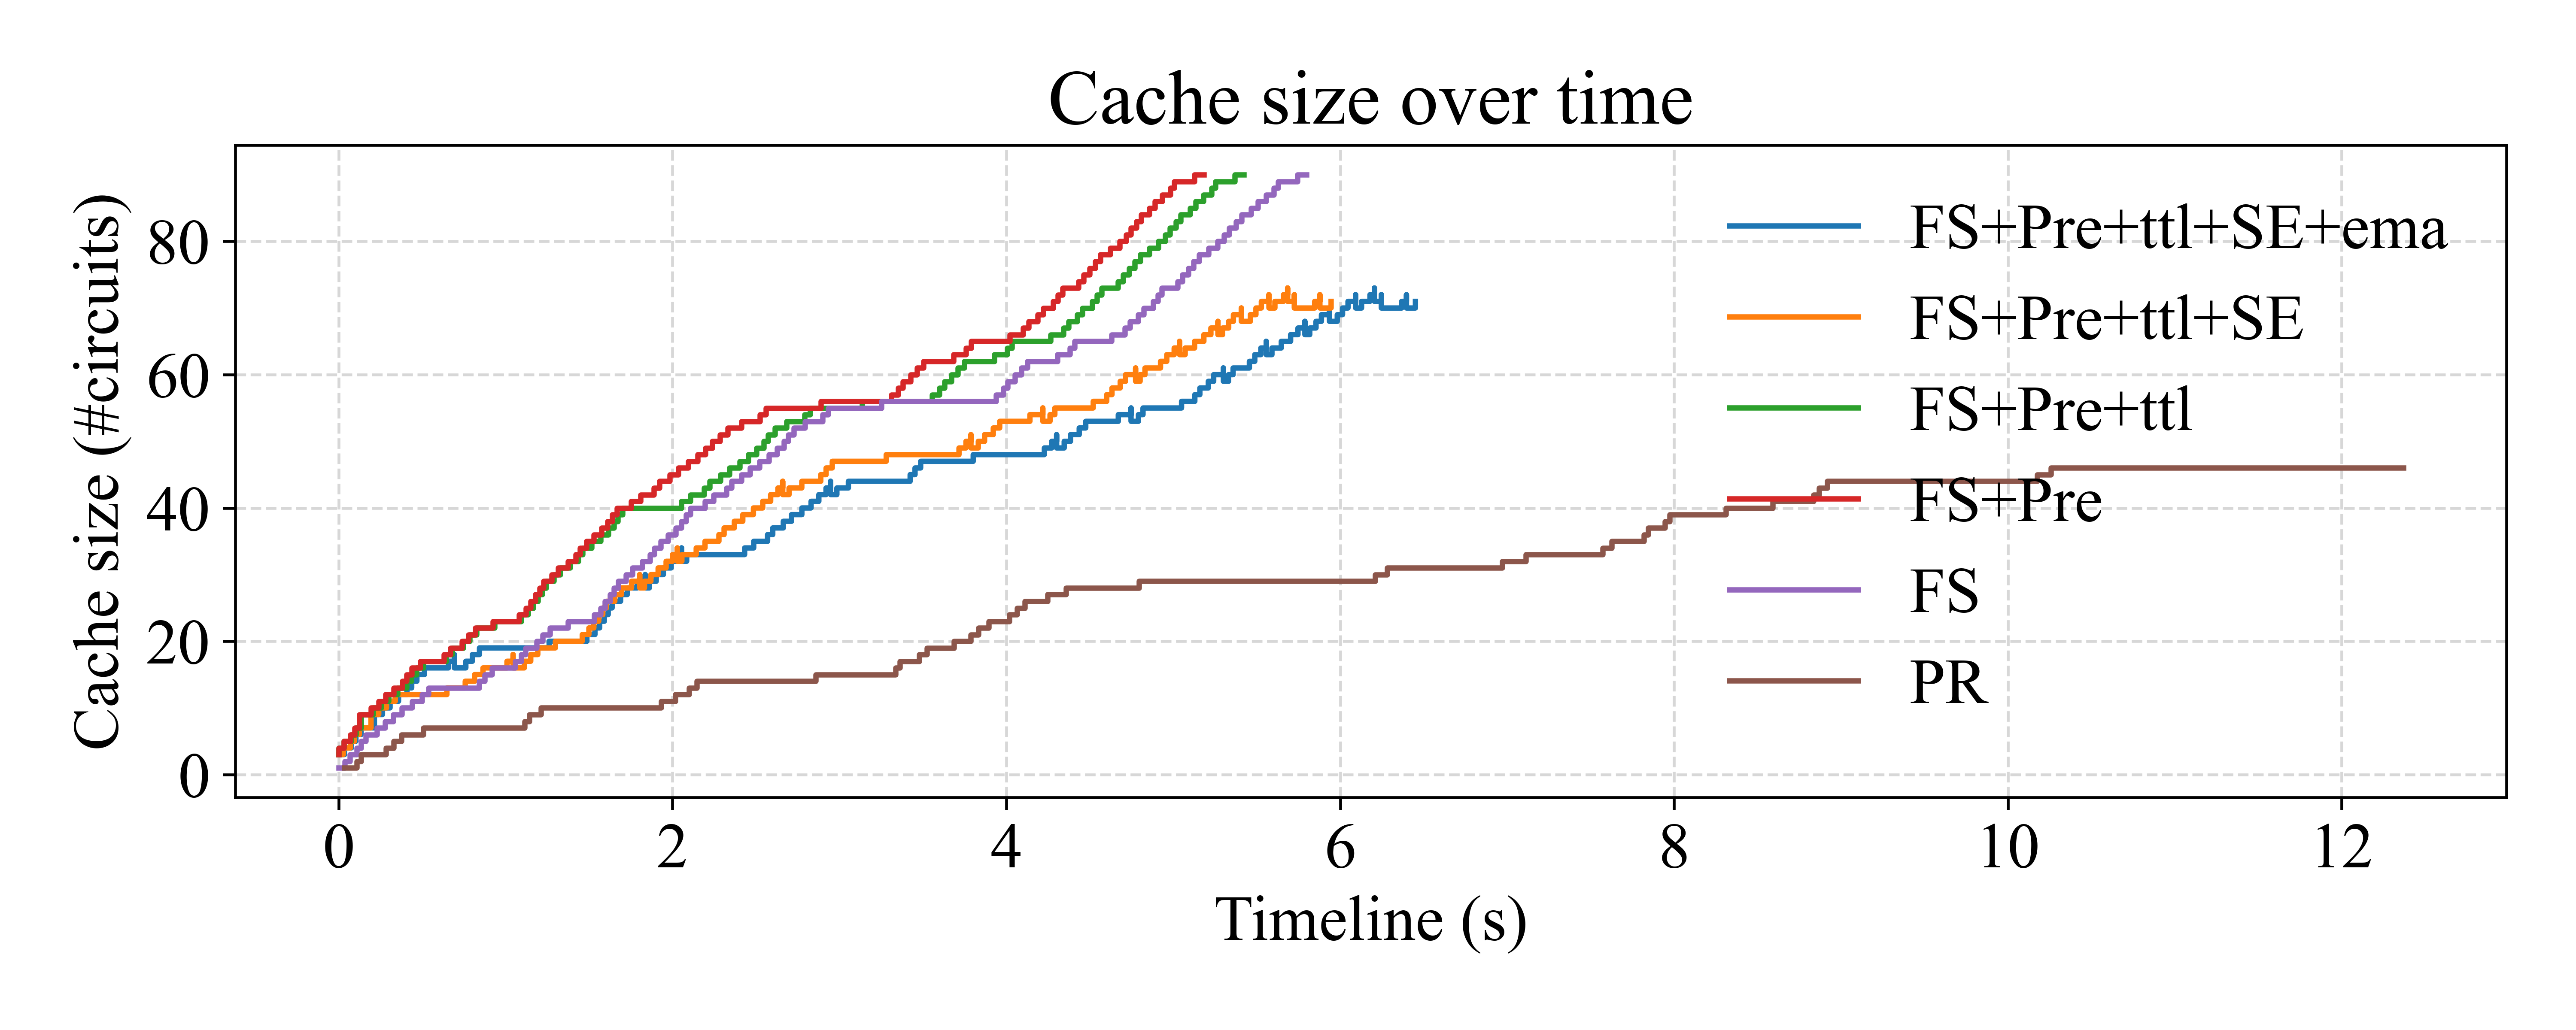 Cache size over time
Cache size (#circuits)
80
60
40
20
0
FS+Pre+ttl+SE+ema
FS+Pre+ttl+SE
FS+Pre+ttl
FS+Pre
FS
PR
0 2 4 6 8 10 12
Timeline (s)